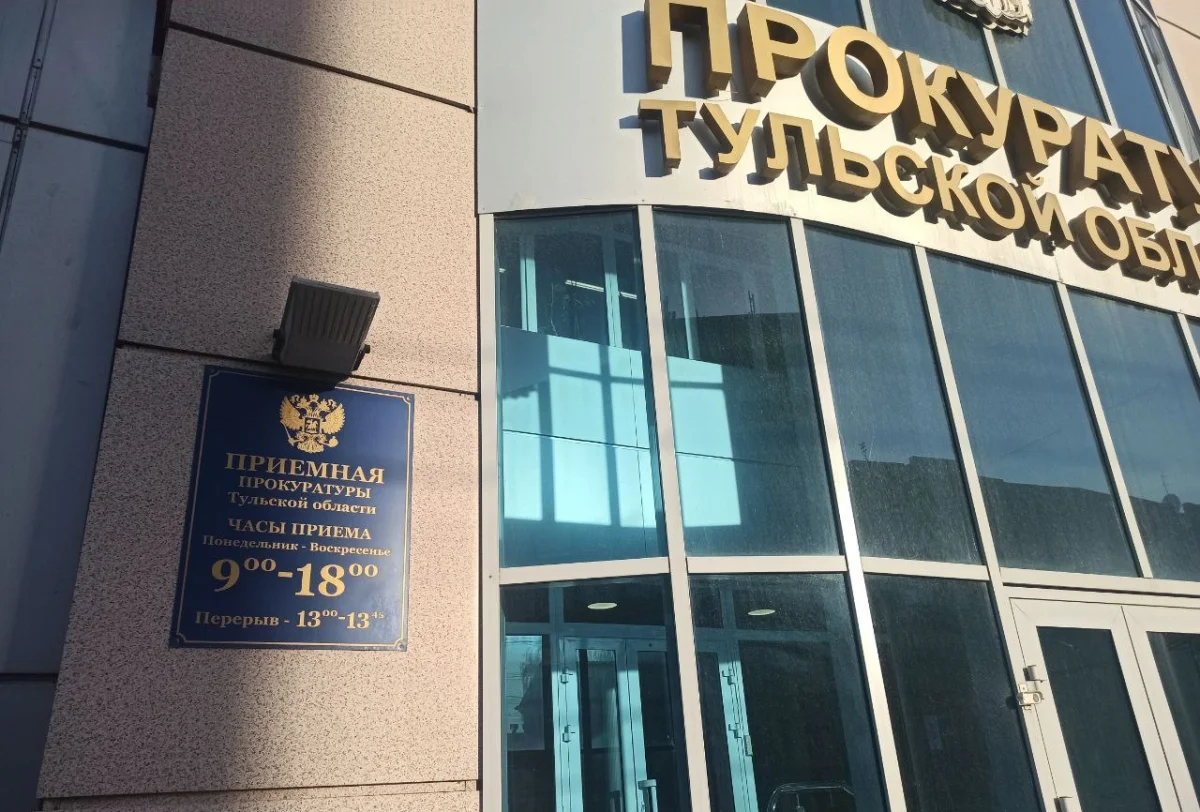 ПРОКУРАТУ
ТУЛЬСКОЙ ОБЛ
ПРИЕМНАЯ
ПРОКУРАТУРЫ
Тульской области
ЧАСЫ ПРИЕМА
Понедельник - Воскресенье
9⁰⁰-18⁰⁰
Перерыв - 13⁰⁰-13⁴⁵